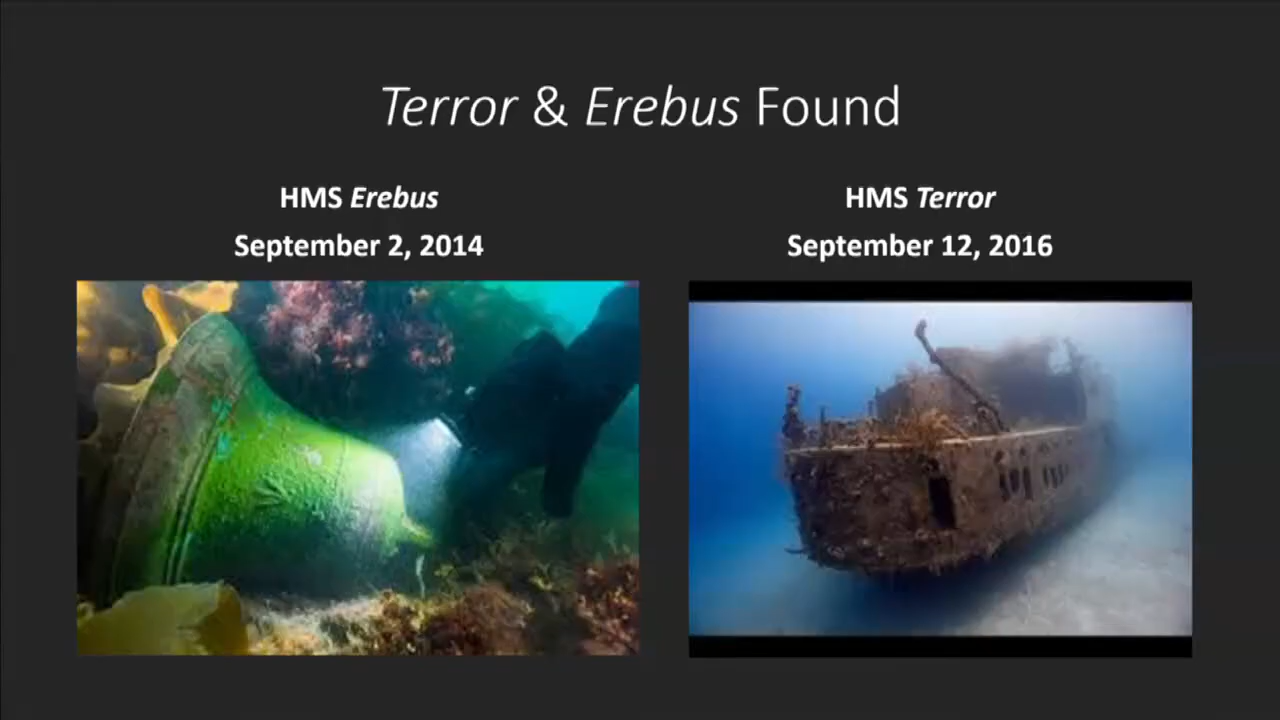 Terror & Erebus Found
HMS Erebus
September 2, 2014
HMS Terror
September 12, 2016